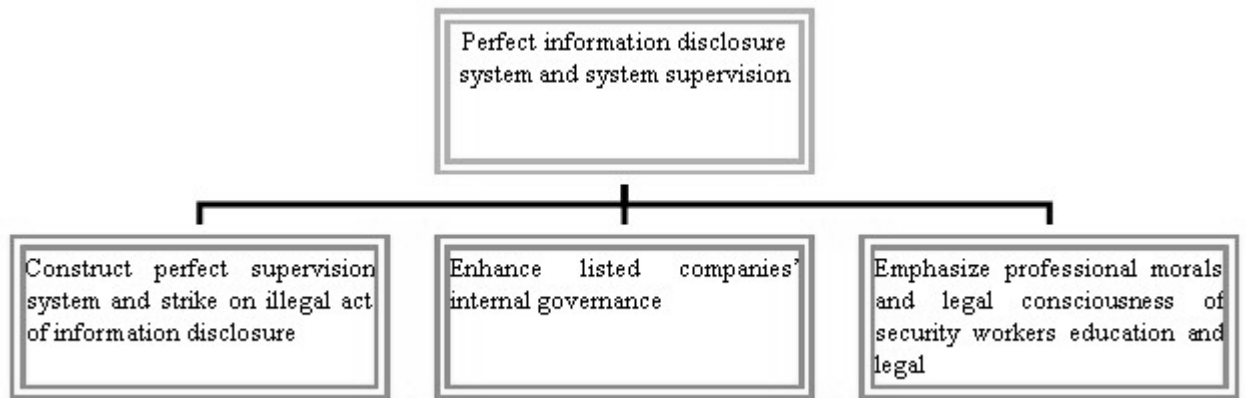 Perfect information disclosure
system and system supervision
Construct perfect supervision
system and strike on illegal act
of information disclosure
Enhance listed companies’
internal governance
Emphasize professional morals
and legal consciousness of
security workers education and
legal